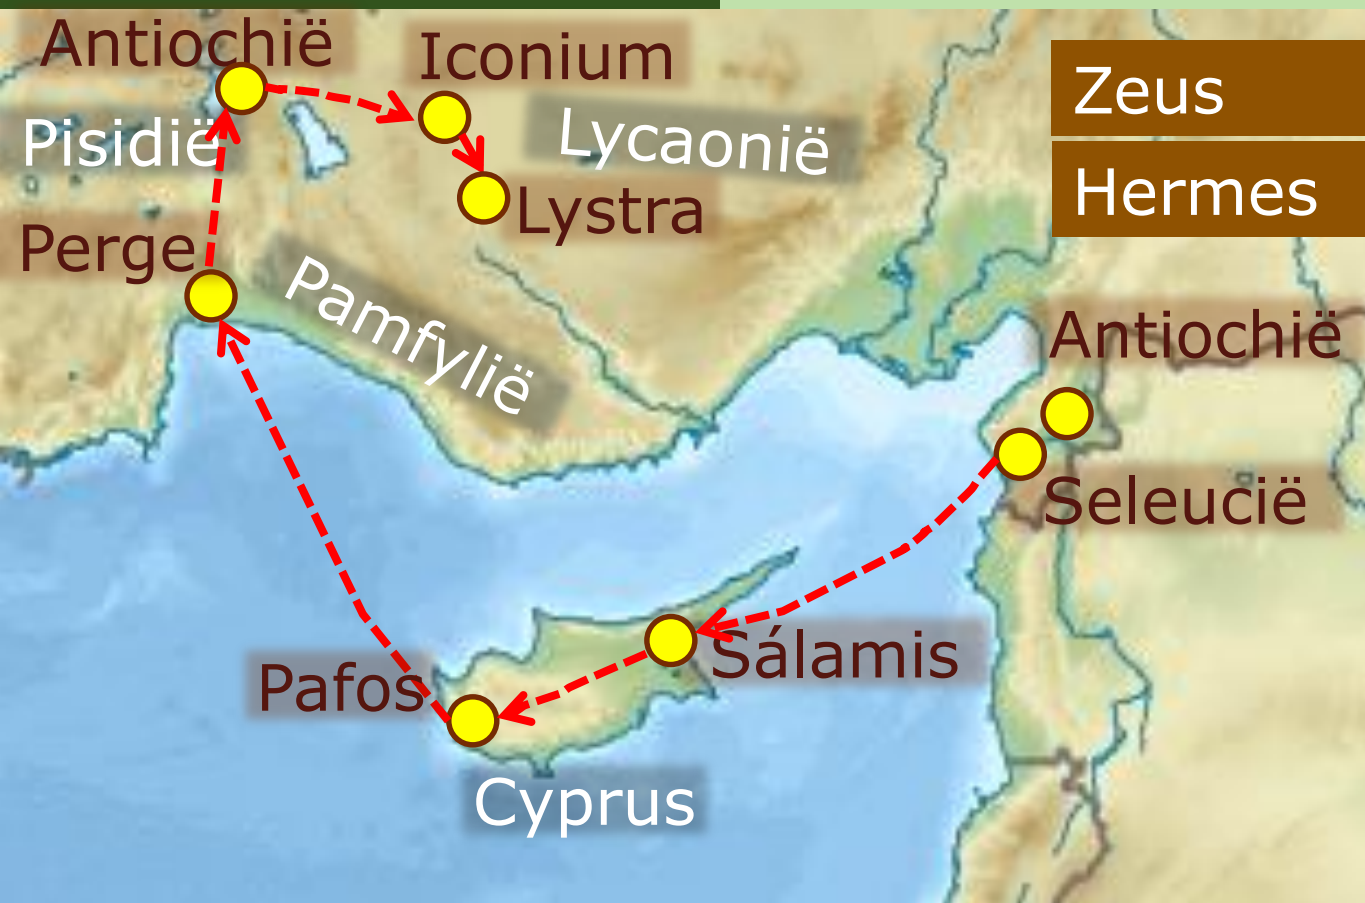 Antiochië
Iconium
Zeus
Pisidië
Lycaonië
Hermes
Lystra
Perge
Pamfylië
Antiochië
Seleucië
Sálamis
Pafos
Cyprus